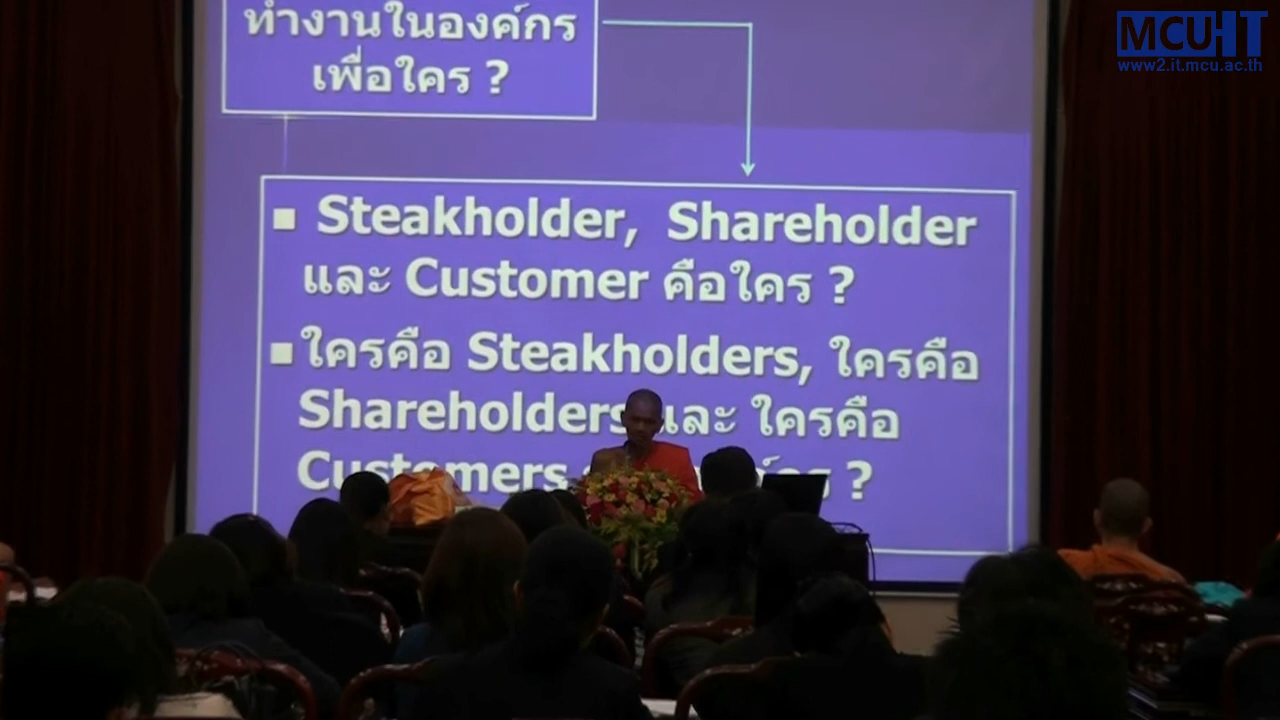 MCU IT
www2.it.mcu.ac.th
ทำงานในองค์กร
เพื่อใคร ?
Steakholder, Shareholder
และ Customer คือใคร ?
ใครคือ Steakholders, ใครคือ
Shareholders และ ใครคือ
Customers ?